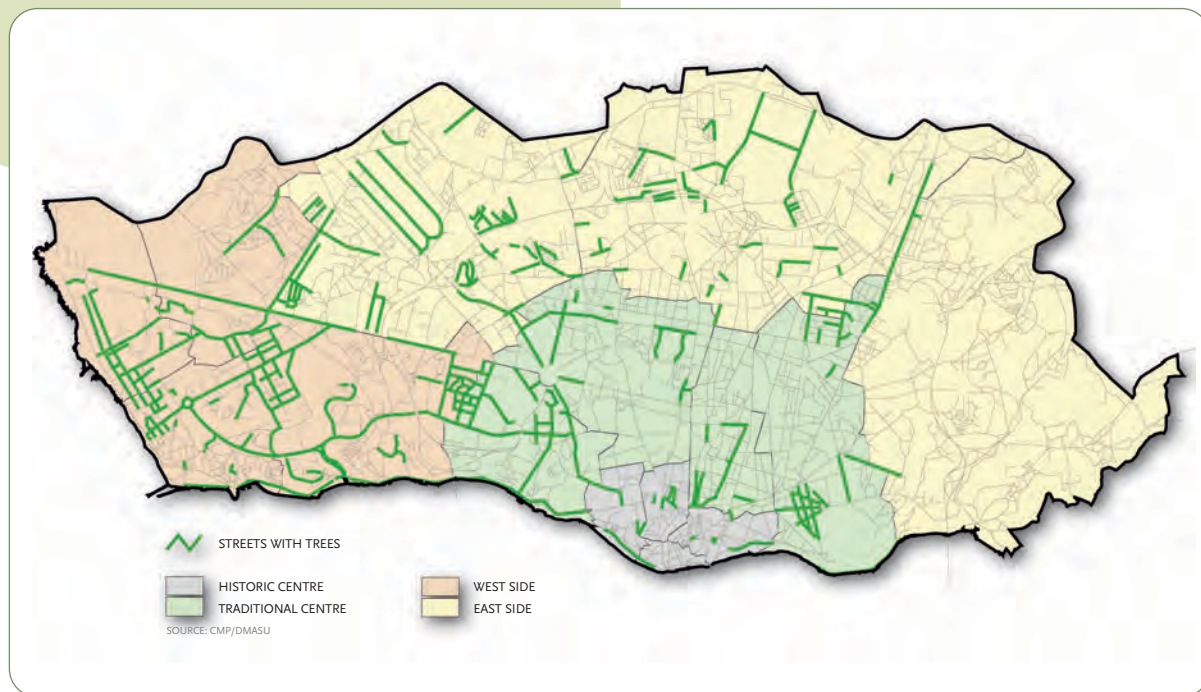 STREETS WITH TREES
HISTORIC CENTRE
TRADITIONAL CENTRE
WEST SIDE
EAST SIDE
SOURCE: CMP/DMASU